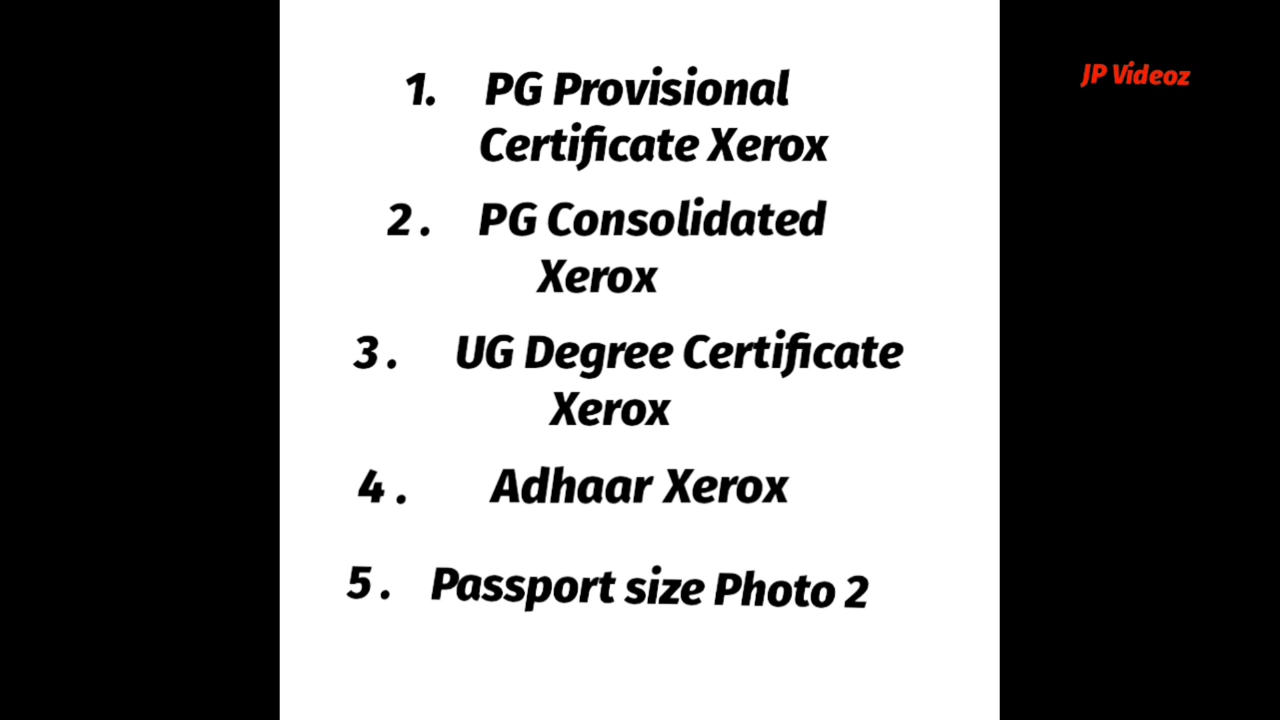 JP Videoz
1. PG Provisional
Certificate Xerox
2 . PG Consolidated
Xerox
3 . UG Degree Certificate
Xerox
4 . Adhaar Xerox
5 . Passport size Photo 2